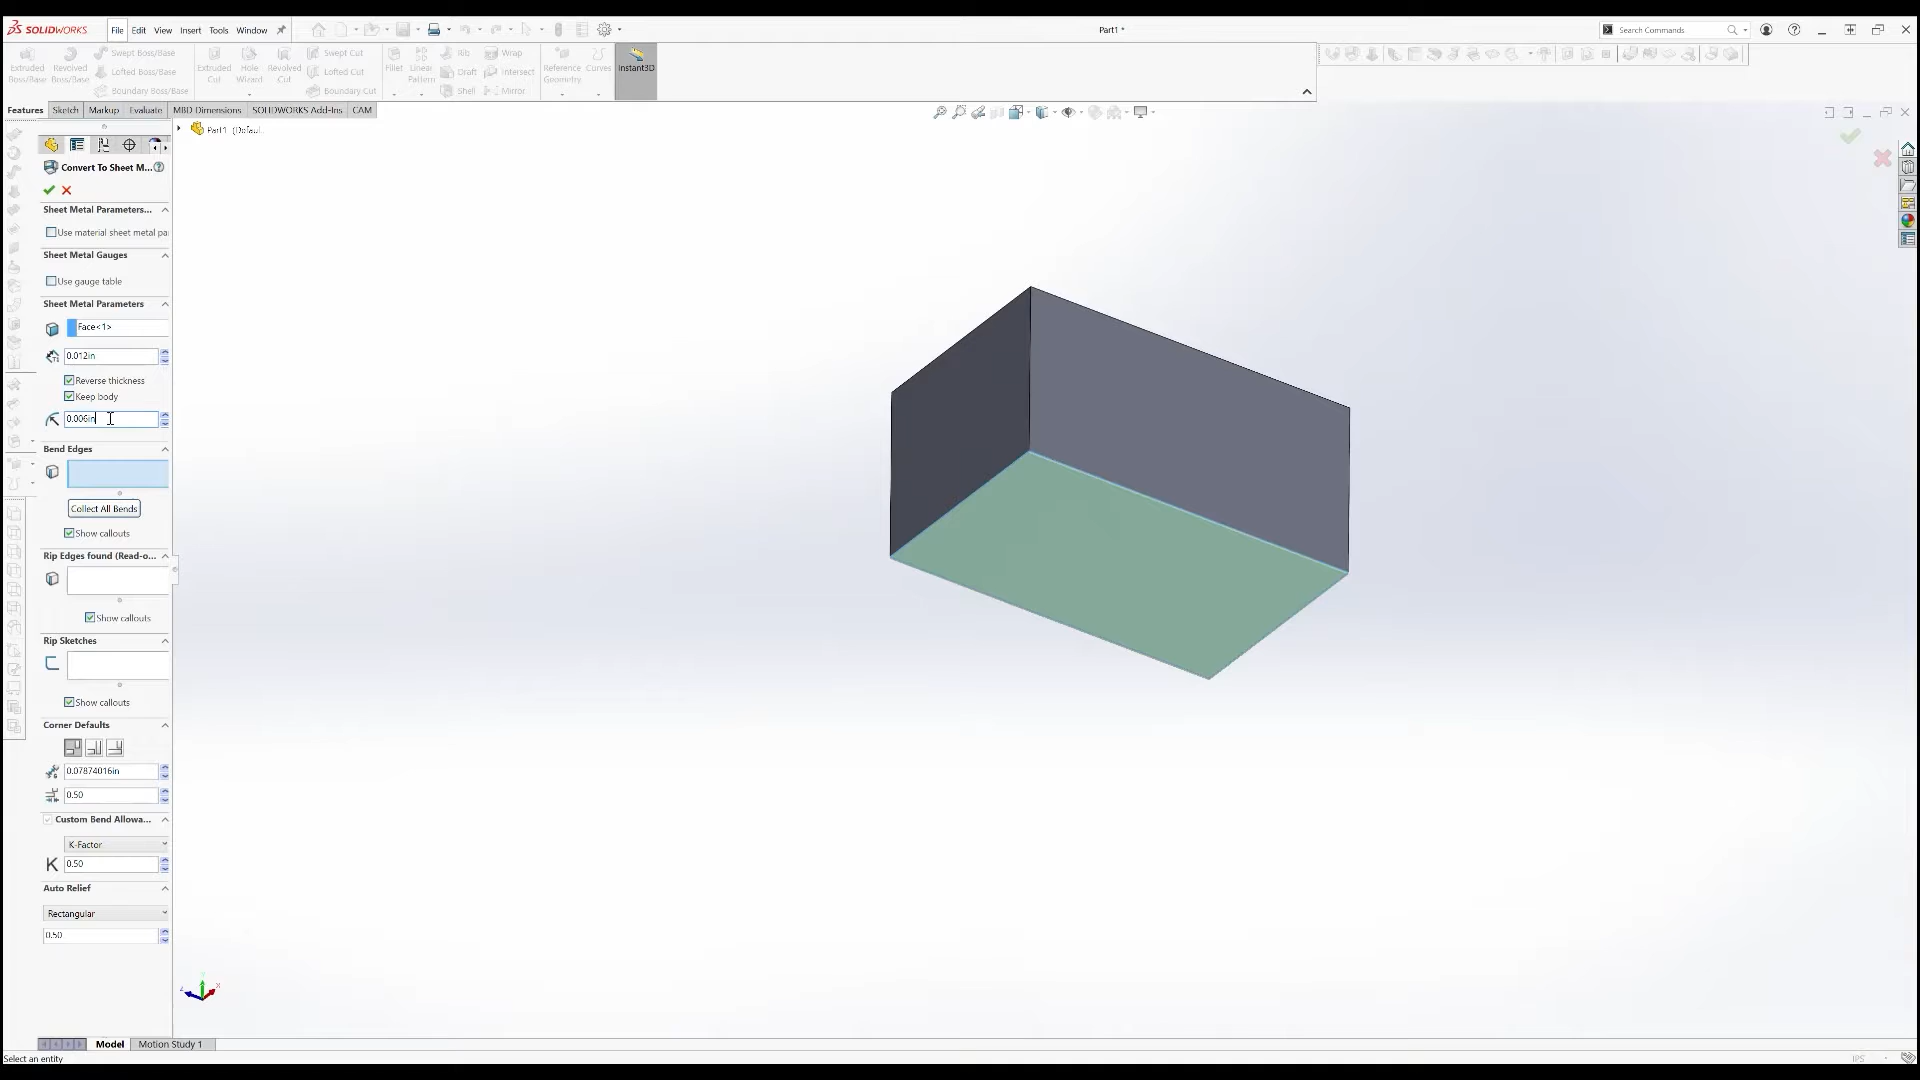 SOLIDWORKS File Edit View Insert Tools Window Part1 * Search Commands
Extruded Boss/Base
Revolved Boss/Base
Swept Boss/Base
Lofted Boss/Base
Boundary Boss/Base
Extruded Cut
Hole Wizard
Revolved Cut
Swept Cut
Lofted Cut
Boundary Cut
Fillet
Linear Pattern
Rib
Draft
Shell
Wrap
Intersect
Mirror
Reference Geometry
Curves
Instant3D
Features Sketch Markup Evaluate MBD Dimensions SOLIDWORKS Add-Ins CAM
Part1 (Defaul...
Convert To Sheet M...
Sheet Metal Parameters...
Use material sheet metal pa
Sheet Metal Gauges
Use gauge table
Sheet Metal Parameters
Face<1>
0.012in
Reverse thickness
Keep body
0.006in
Bend Edges
Collect All Bends
Show callouts
Rip Edges found (Read-o...
Show callouts
Rip Sketches
Show callouts
Corner Defaults
0.07874016in
0.50
Custom Bend Allowa...
K-Factor
K 0.50
Auto Relief
Rectangular
0.50
Model Motion Study 1
Select an entity IPS